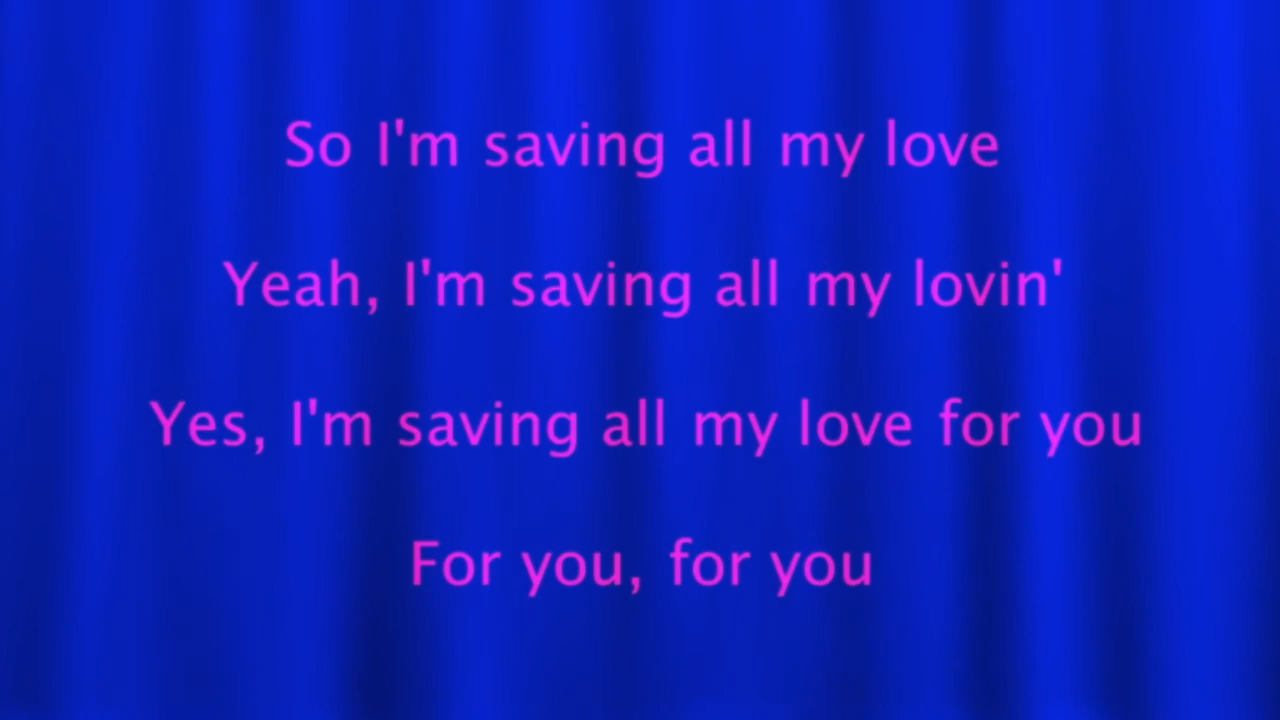 So I'm saving all my love
Yeah, I'm saving all my lovin'
Yes, I'm saving all my love for you
For you, for you